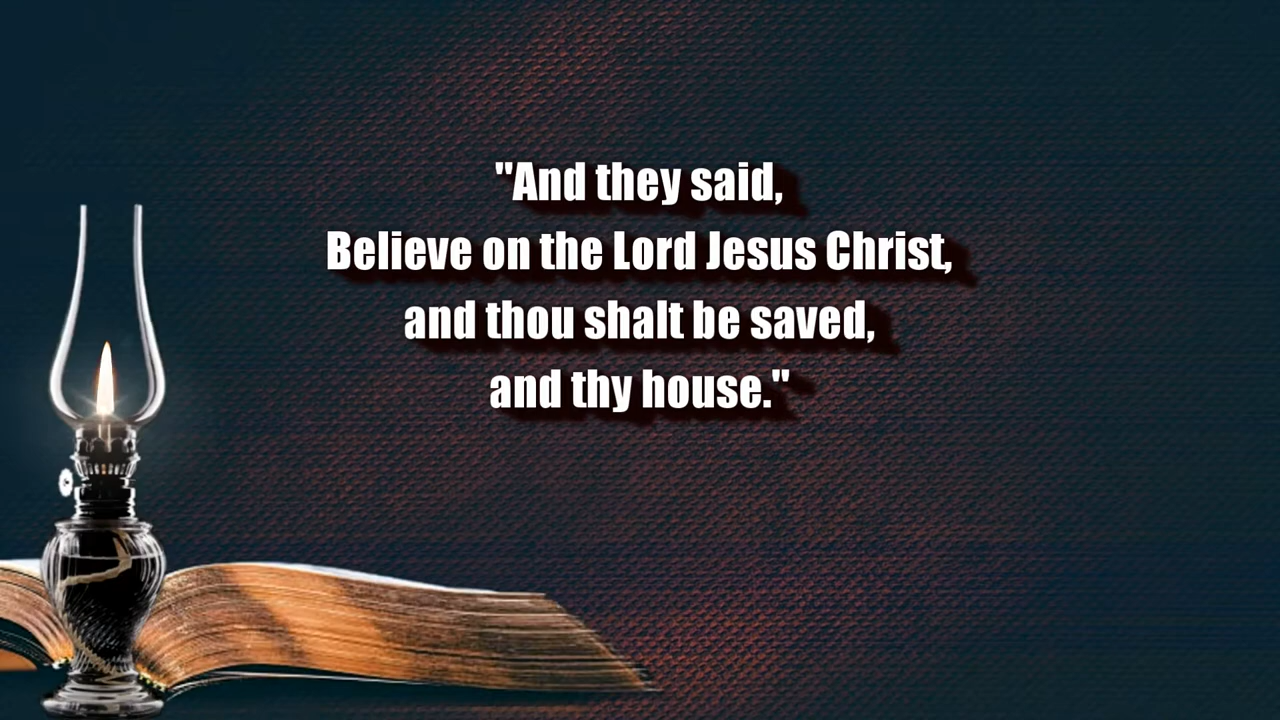 "And they said,
Believe on the Lord Jesus Christ,
and thou shalt be saved,
and thy house."